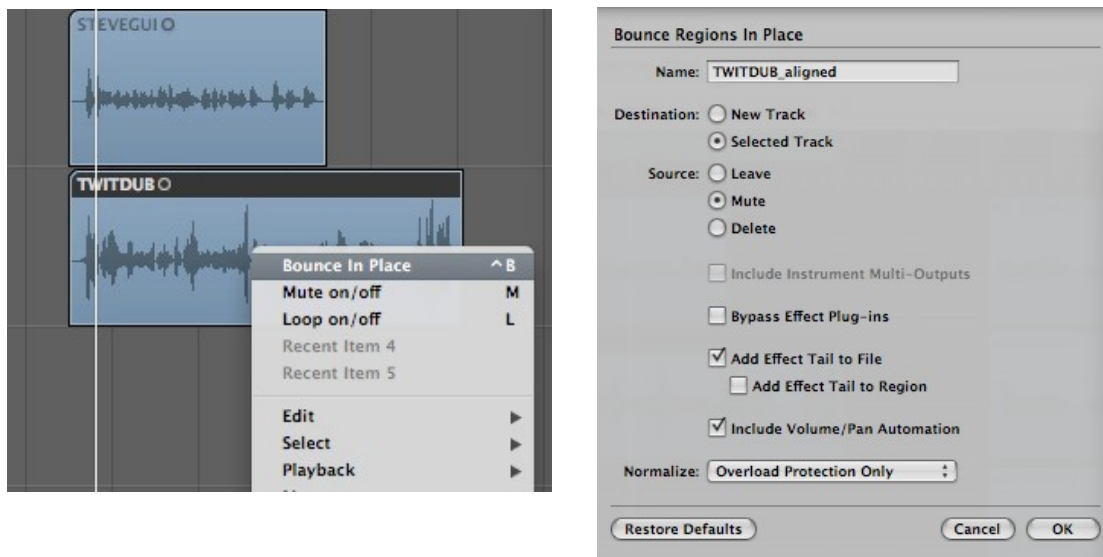 STEVEGUI
TWITDUB
Bounce In Place ^B
Mute on/off M
Loop on/off L
Recent Item 4
Recent Item 5
Edit
Select
Playback
Bounce Regions In Place
Name: TWITDUB_aligned
Destination: New Track
Selected Track
Source: Leave
Mute
Delete
Include Instrument Multi-Outputs
Bypass Effect Plug-ins
Add Effect Tail to File
Add Effect Tail to Region
Include Volume/Pan Automation
Normalize: Overload Protection Only
Restore Defaults Cancel OK